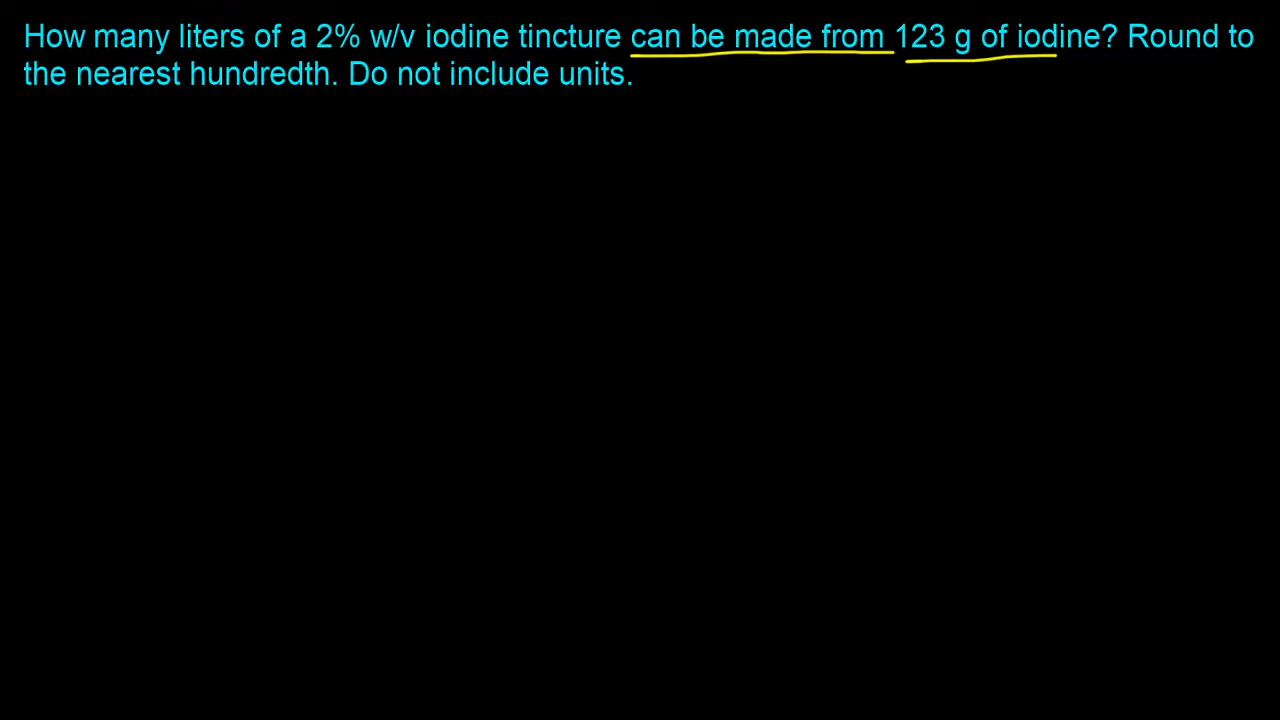 How many liters of a 2% w/v iodine tincture can be made from 123 g of iodine? Round to
the nearest hundredth. Do not include units.